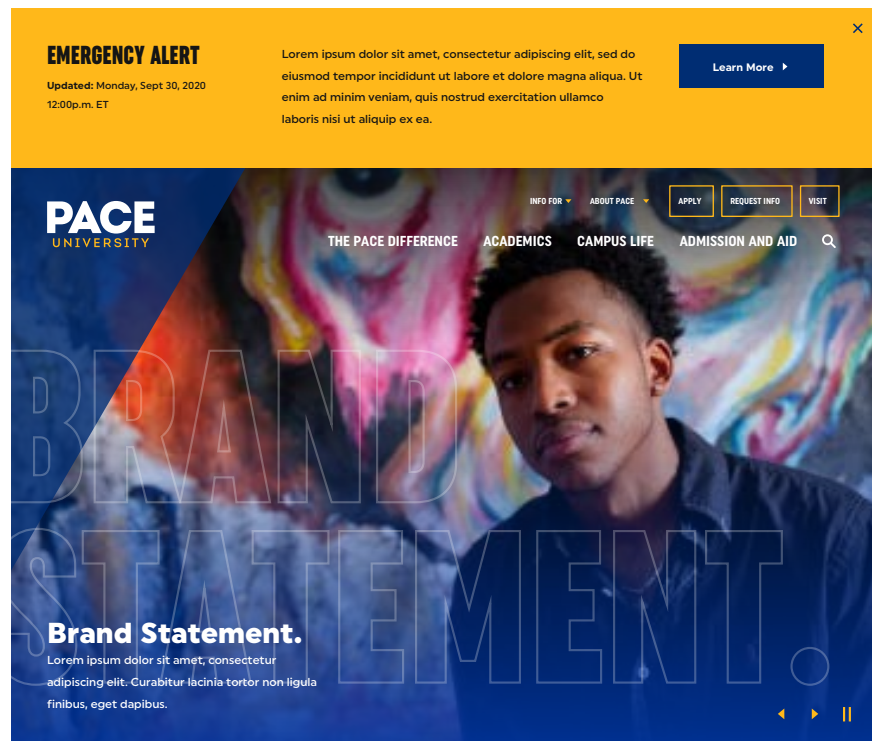 EMERGENCY ALERT
Updated: Monday, Sept 30, 2020
12:00p.m. ET
Lorem ipsum dolor sit amet, consectetur adipiscing elit, sed do
eiusmod tempor incididunt ut labore et dolore magna aliqua. Ut
enim ad minim veniam, quis nostrud exercitation ullamco
laboris nisi ut aliquip ex ea.
Learn More
PACE
UNIVERSITY
INFO FOR
ABOUT PACE
APPLY
REQUEST INFO
VISIT
THE PACE DIFFERENCE
ACADEMICS
CAMPUS LIFE
ADMISSION AND AID
BRAND
STATEMENT.
Brand Statement.
Lorem ipsum dolor sit amet, consectetur
adipiscing elit. Curabitur lacinia tortor non ligula
finibus, eget dapibus.